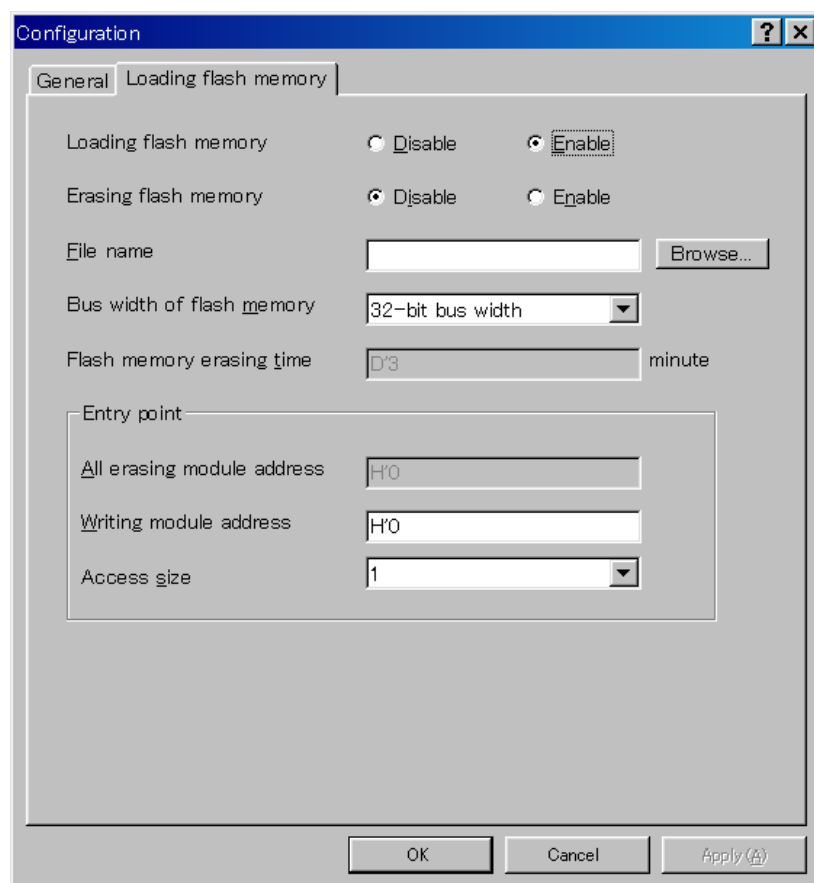 Configuration
General Loading flash memory
Loading flash memory Disable Enable
Erasing flash memory Disable Enable
File name Browse...
Bus width of flash memory 32-bit bus width
Flash memory erasing time D'3 minute
Entry point
All erasing module address H'0
Writing module address H'0
Access size 1
OK Cancel Apply(A)